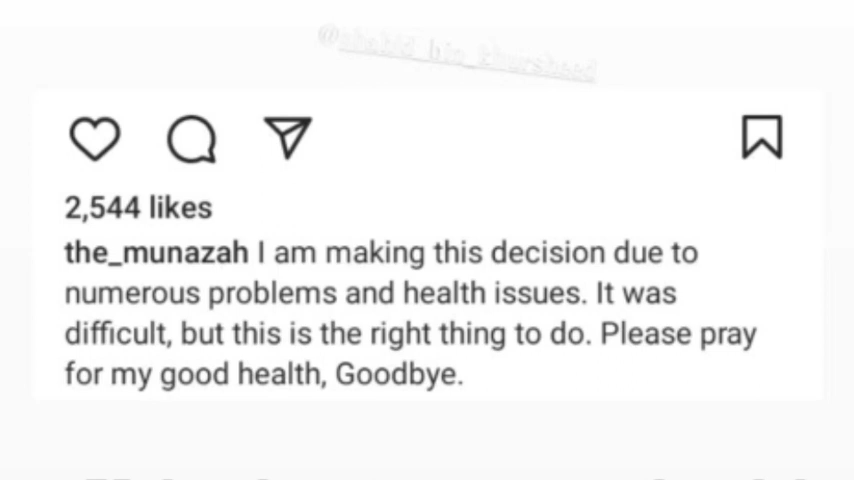 2,544 likes
the_munazah I am making this decision due to
numerous problems and health issues. It was
difficult, but this is the right thing to do. Please pray
for my good health, Goodbye.